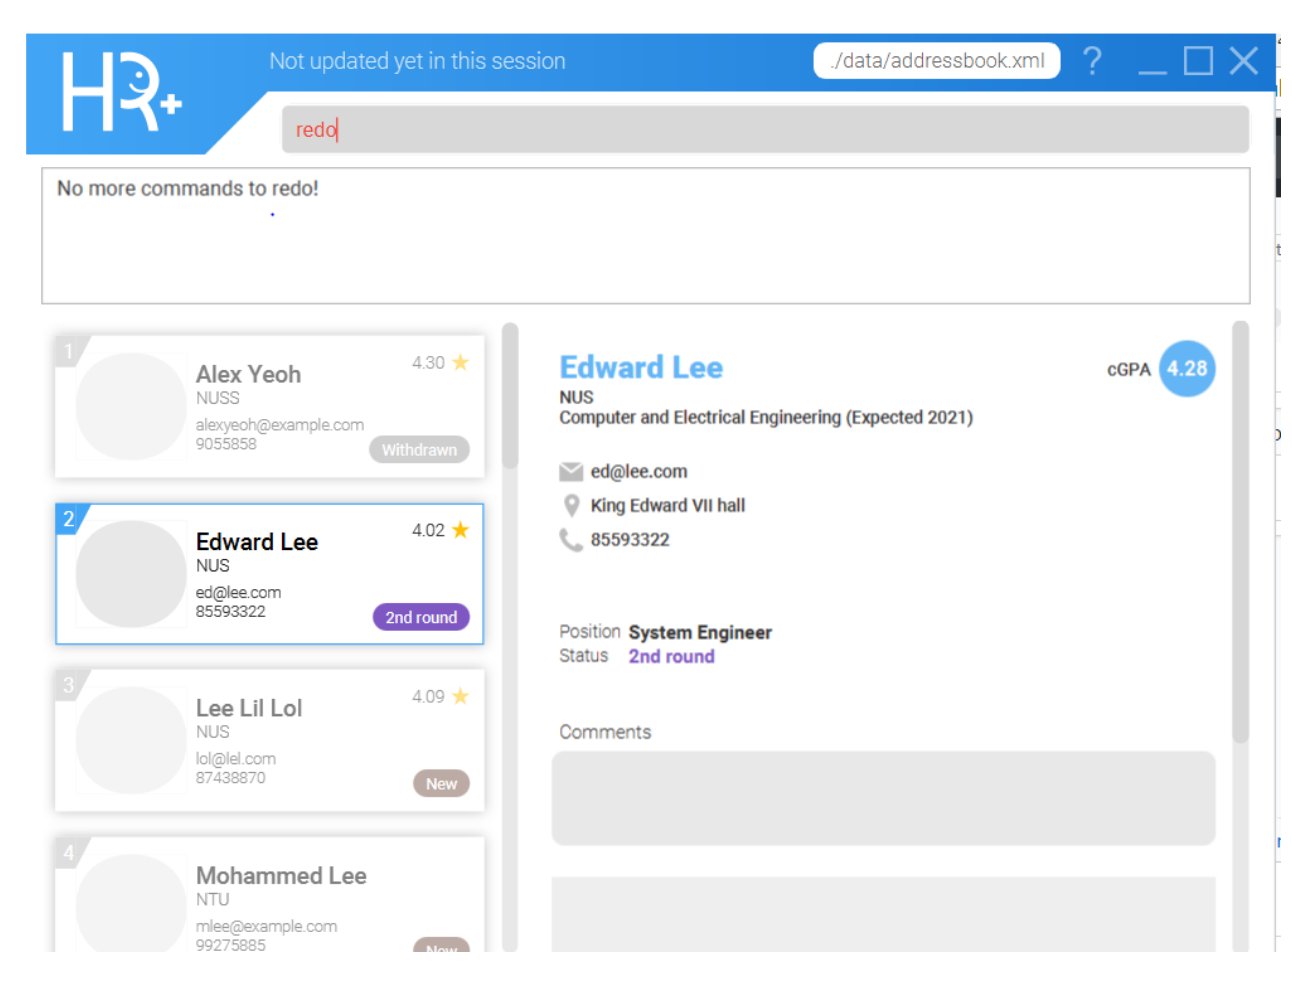 HR+
Not updated yet in this session
./data/addressbook.xml
?
redo
No more commands to redo!
1
Alex Yeoh
4.30
NUSS
alexyeoh@example.com
9055858
Withdrawn
2
Edward Lee
4.02
NUS
ed@lee.com
85593322
2nd round
3
Lee Lil Lol
4.09
NUS
lol@lel.com
87438870
New
4
Mohammed Lee
NTU
mlee@example.com
99275885
New
Edward Lee
cGPA 4.28
NUS
Computer and Electrical Engineering (Expected 2021)
ed@lee.com
King Edward VII hall
85593322
Position System Engineer
Status 2nd round
Comments